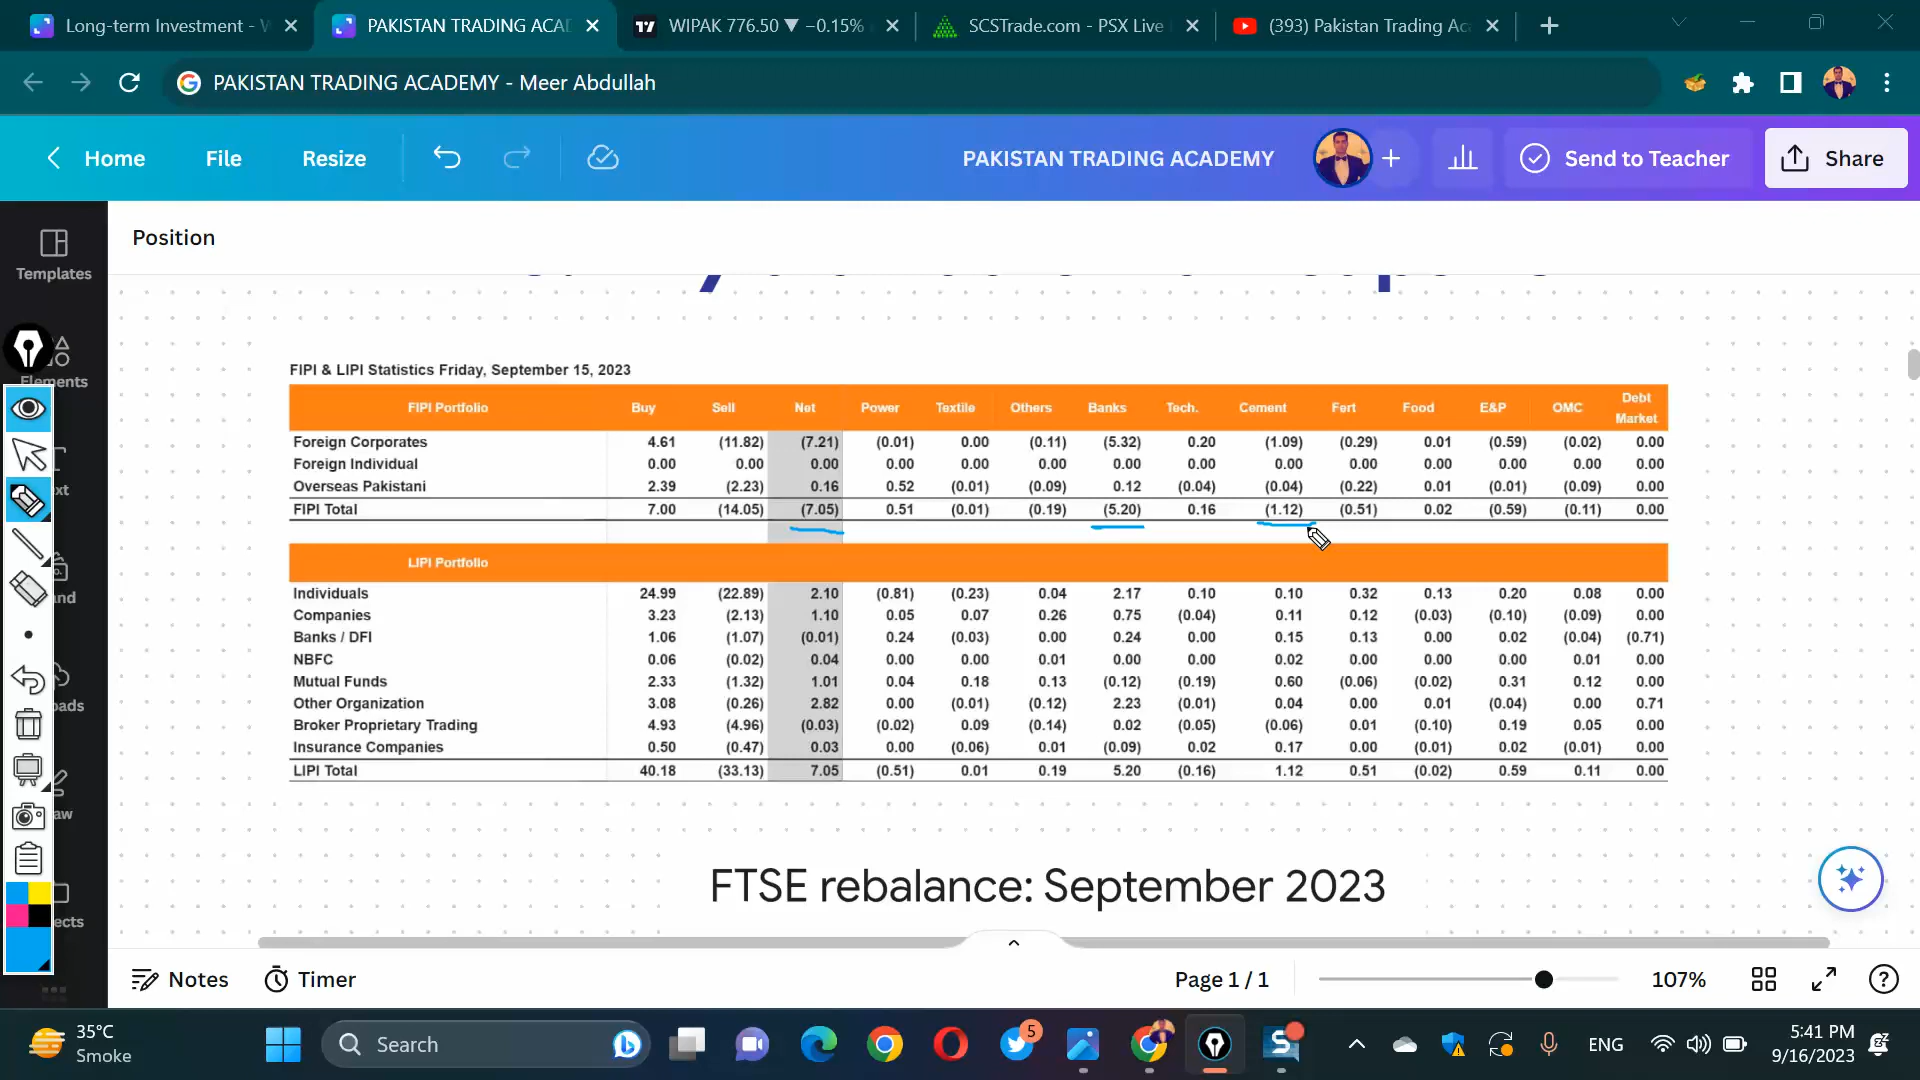 Long-term Investment - W
PAKISTAN TRADING ACAD
WIPAK 776.50 ▼ −0.15%
SCSTrade.com - PSX Live
(393) Pakistan Trading Aca
PAKISTAN TRADING ACADEMY - Meer Abdullah
Home
File
Resize
PAKISTAN TRADING ACADEMY
Send to Teacher
Share
Templates
Position
FIPI & LIPI Statistics Friday, September 15, 2023
FIPI Portfolio Buy Sell Net Power Textile Others Banks Tech. Cement Fert Food E&P OMC Debt Market
Foreign Corporates 4.61 (11.82) (7.21) (0.01) 0.00 (0.11) (5.32) 0.20 (1.09) (0.29) 0.01 (0.59) (0.02) 0.00
Foreign Individual 0.00 0.00 0.00 0.00 0.00 0.00 0.00 0.00 0.00 0.00 0.00 0.00 0.00 0.00
Overseas Pakistani 2.39 (2.23) 0.16 0.52 (0.01) (0.09) 0.12 (0.04) (0.04) (0.22) 0.01 (0.01) (0.09) 0.00
FIPI Total 7.00 (14.05) (7.05) 0.51 (0.01) (0.19) (5.20) 0.16 (1.12) (0.51) 0.02 (0.59) (0.11) 0.00
LIPI Portfolio
Individuals 24.99 (22.89) 2.10 (0.81) (0.23) 0.04 2.17 0.10 0.10 0.32 0.13 0.20 0.08 0.00
Companies 3.23 (2.13) 1.10 0.05 0.07 0.26 0.75 (0.04) 0.11 0.12 (0.03) (0.10) (0.09) 0.00
Banks / DFI 1.06 (1.07) (0.01) 0.24 (0.03) 0.00 0.24 0.00 0.15 0.13 0.00 0.02 (0.04) (0.71)
NBFC 0.06 (0.02) 0.04 0.00 0.00 0.01 0.00 0.00 0.02 0.00 0.00 0.00 0.01 0.00
Mutual Funds 2.33 (1.32) 1.01 0.04 0.18 0.13 (0.12) (0.19) 0.60 (0.06) (0.02) 0.31 0.12 0.00
Other Organization 3.08 (0.26) 2.82 0.00 (0.01) (0.12) 2.23 (0.01) 0.04 0.00 0.01 (0.04) 0.00 0.71
Broker Proprietary Trading 4.93 (4.96) (0.03) (0.02) 0.09 (0.14) 0.02 (0.05) (0.06) 0.01 (0.10) 0.19 0.05 0.00
Insurance Companies 0.50 (0.47) 0.03 0.00 (0.06) 0.01 (0.09) 0.02 0.17 0.00 (0.01) 0.02 (0.01) 0.00
LIPI Total 40.18 (33.13) 7.05 (0.51) 0.01 0.19 5.20 (0.16) 1.12 0.51 (0.02) 0.59 0.11 0.00
FTSE rebalance: September 2023
Notes
Timer
Page 1 / 1
107%
35°C
Smoke
Search
5
ENG
5:41 PM
9/16/2023